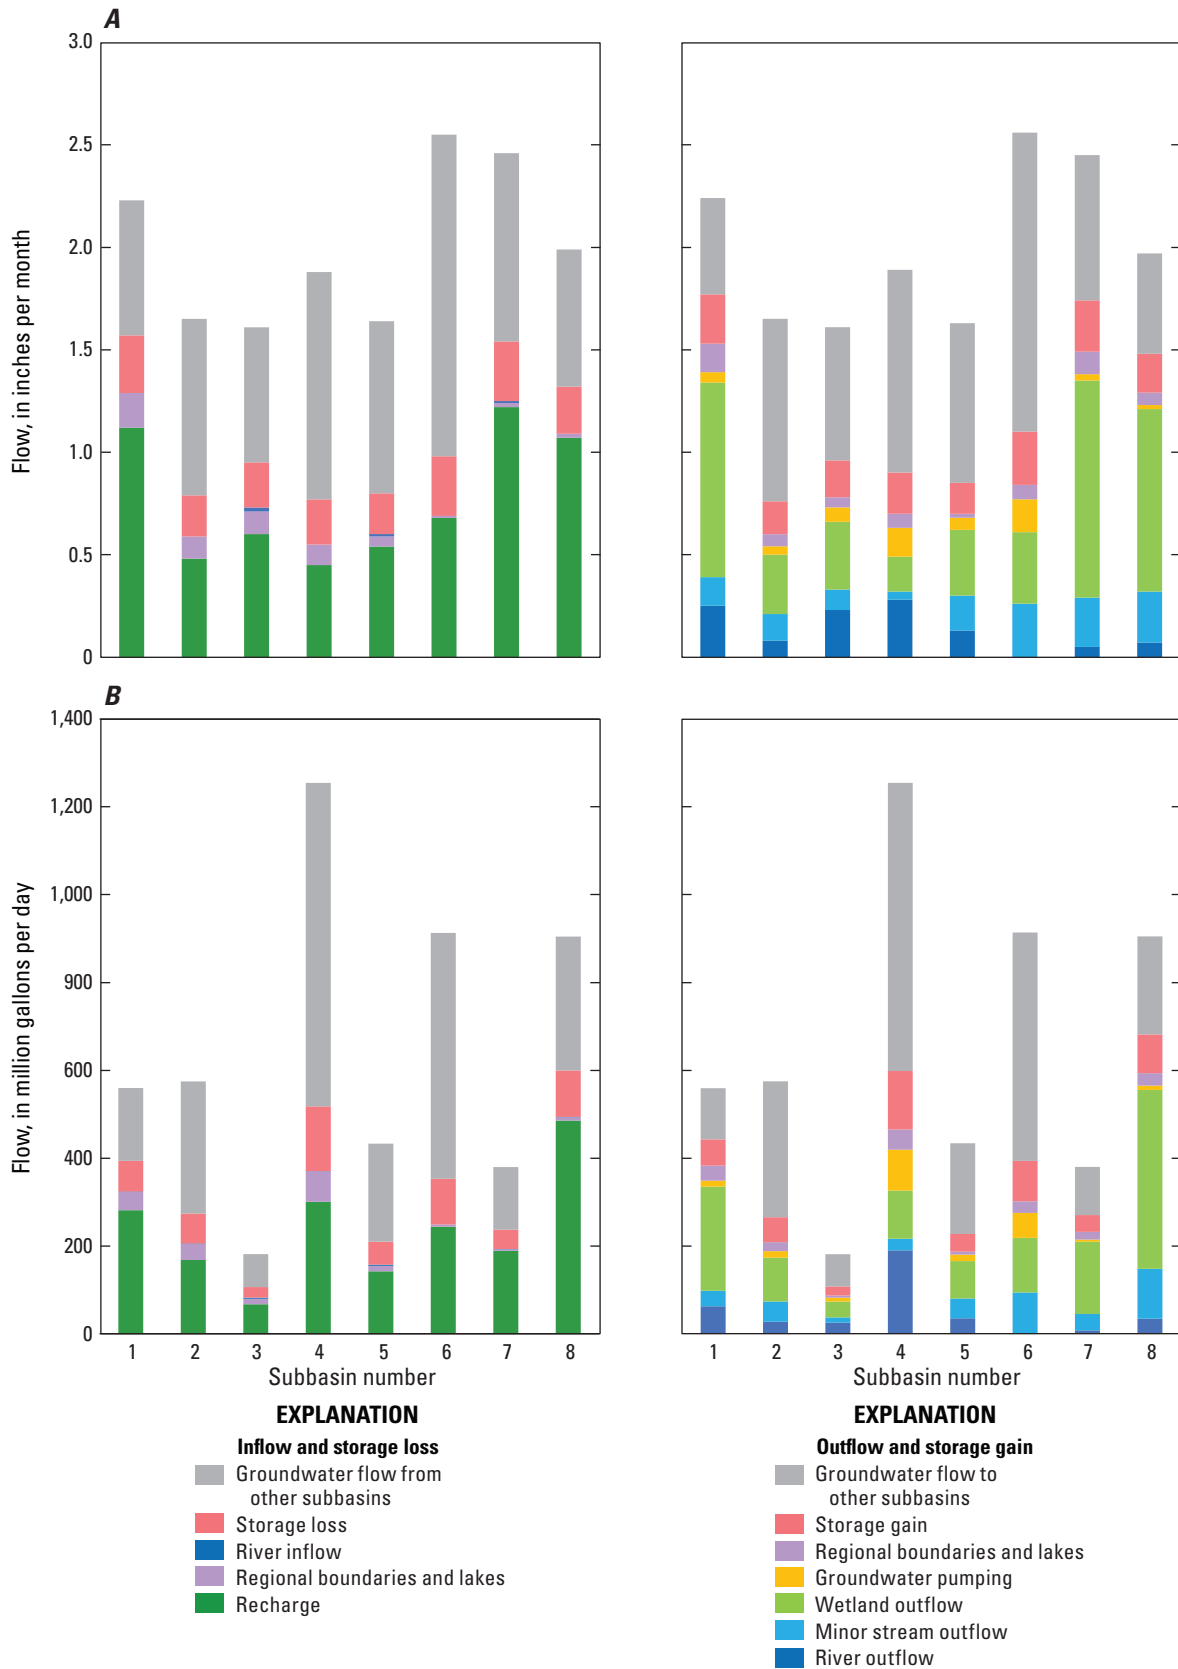 A
3.0
2.5
2.0
1.5
1.0
0.5
0
Flow, in inches per month
B
1,400
1,200
1,000
900
600
400
200
0
Flow, in million gallons per day
1 2 3 4 5 6 7 8
Subbasin number
1 2 3 4 5 6 7 8
Subbasin number
EXPLANATION
Inflow and storage loss
Groundwater flow from
other subbasins
Storage loss
River inflow
Regional boundaries and lakes
Recharge
EXPLANATION
Outflow and storage gain
Groundwater flow to
other subbasins
Storage gain
Regional boundaries and lakes
Groundwater pumping
Wetland outflow
Minor stream outflow
River outflow